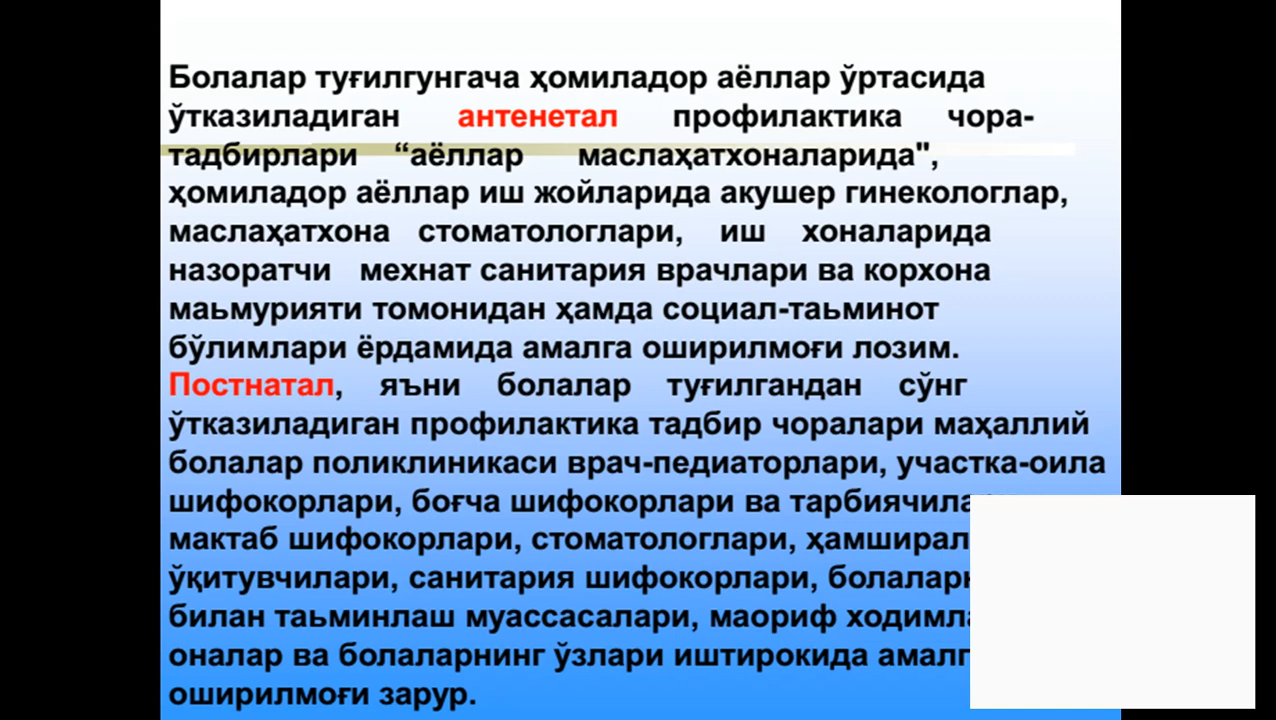 Болалар туғилгунгача ҳомиладор аёллар ўртасида
ўтказиладиган антенетал профилактика чора-
тадбирлари “аёллар маслаҳатхоналарида",
ҳомиладор аёллар иш жойларида акушер гинекологлар,
маслаҳатхона стоматологлари, иш хоналарида
назоратчи мехнат санитария врачлари ва корхона
маьмурияти томонидан ҳамда социал-таьминот
бўлимлари ёрдамида амалга оширилмоғи лозим.
Постнатал, яъни болалар туғилгандан сўнг
ўтказиладиган профилактика тадбир чоралари маҳаллий
болалар поликлиникаси врач-педиаторлари, участка-оила
шифокорлари, боғча шифокорлари ва
мактаб шифокорлари, стоматологлари,
ўқитувчилари, санитария шифокорлари,
билан таьминлаш муассасалари, маориф
оналар ва болаларнинг ўзлари иштирокида
оширилмоғи зарур.